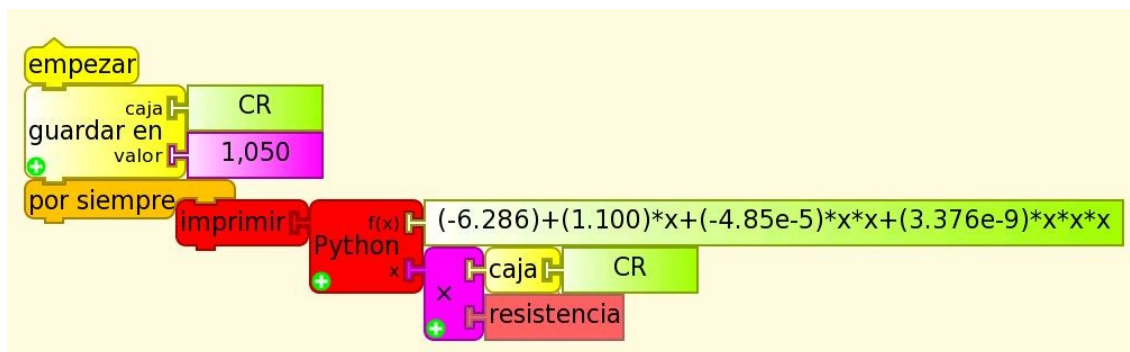 empezar
caja CR
guardar en
valor 1,050
por siempre
imprimir f(x) (-6.286)+(1.100)*x+(-4.85e-5)*x*x+(3.376e-9)*x*x*x
Python
x caja CR
×
resistencia